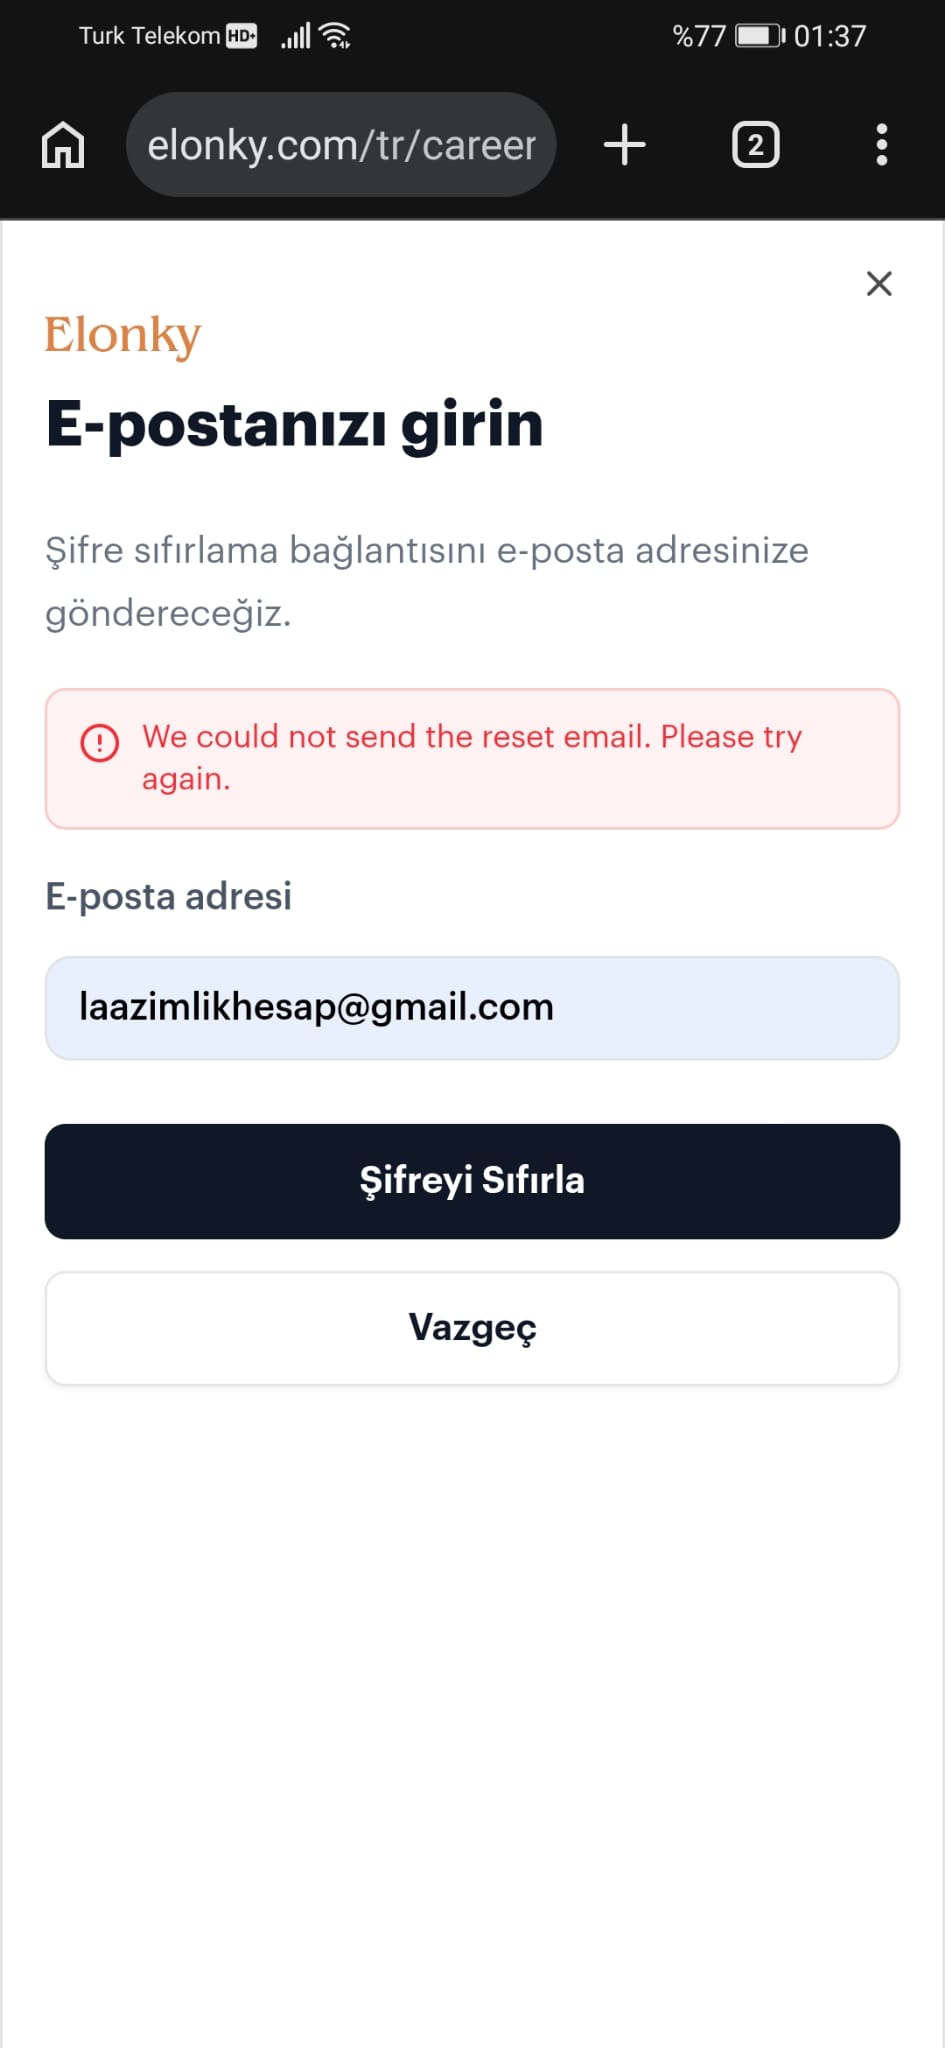 Turk Telekom HD+ %77 01:37
elonky.com/tr/career 2
Elonky
E-postanızı girin
Şifre sıfırlama bağlantısını e-posta adresinize
göndereceğiz.
We could not send the reset email. Please try
again.
E-posta adresi
laazimlikhesap@gmail.com
Şifreyi Sıfırla
Vazgeç